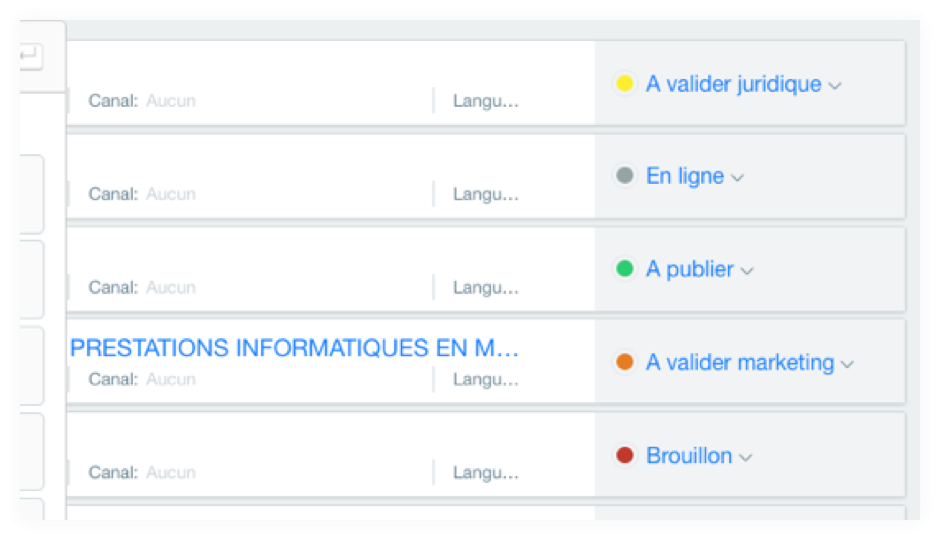 A valider juridique
Canal: Aucun Langu...
En ligne
Canal: Aucun Langu...
A publier
Canal: Aucun Langu...
PRESTATIONS INFORMATIQUES EN M...
A valider marketing
Canal: Aucun Langu...
Brouillon
Canal: Aucun Langu...